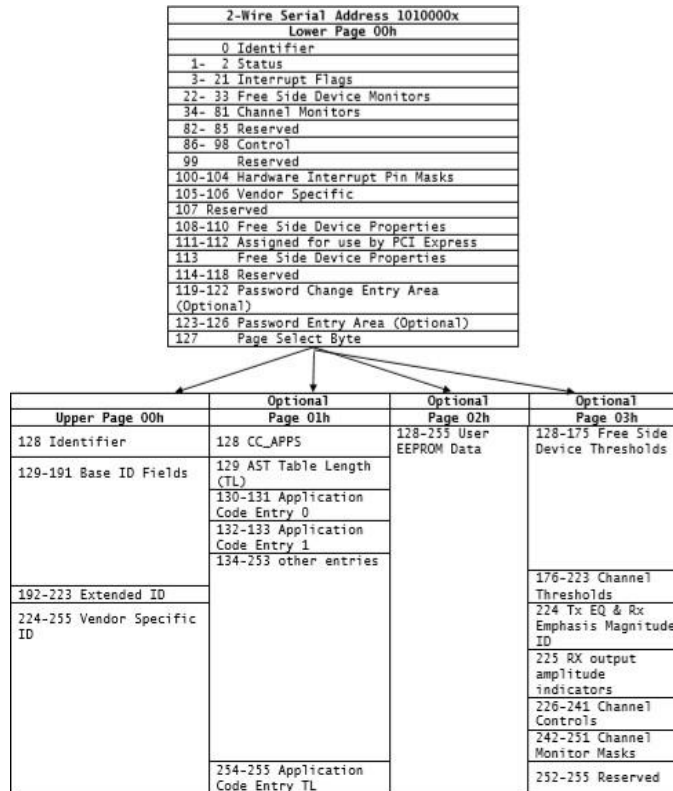 2-Wire Serial Address 1010000x
Lower Page 00h
0 Identifier
1- 2 Status
3- 21 Interrupt Flags
22- 33 Free Side Device Monitors
34- 81 Channel Monitors
82- 85 Reserved
86- 98 Control
99 Reserved
100-104 Hardware Interrupt Pin Masks
105-106 Vendor Specific
107 Reserved
108-110 Free Side Device Properties
111-112 Assigned for use by PCI Express
113 Free Side Device Properties
114-118 Reserved
119-122 Password Change Entry Area
(Optional)
123-126 Password Entry Area (Optional)
127 Page Select Byte
Upper Page 00h
128 Identifier
129-191 Base ID Fields
192-223 Extended ID
224-255 Vendor Specific
ID
Optional
Page 01h
128 CC_APPS
129 AST Table Length
(TL)
130-131 Application
Code Entry 0
132-133 Application
Code Entry 1
134-253 other entries
254-255 Application
Code Entry TL
Optional
Page 02h
128-255 User
EEPROM Data
Optional
Page 03h
128-175 Free Side
Device Thresholds
176-223 Channel
Thresholds
224 Tx EQ & Rx
Emphasis Magnitude
ID
225 RX output
amplitude
indicators
226-241 Channel
Controls
242-251 Channel
Monitor Masks
252-255 Reserved